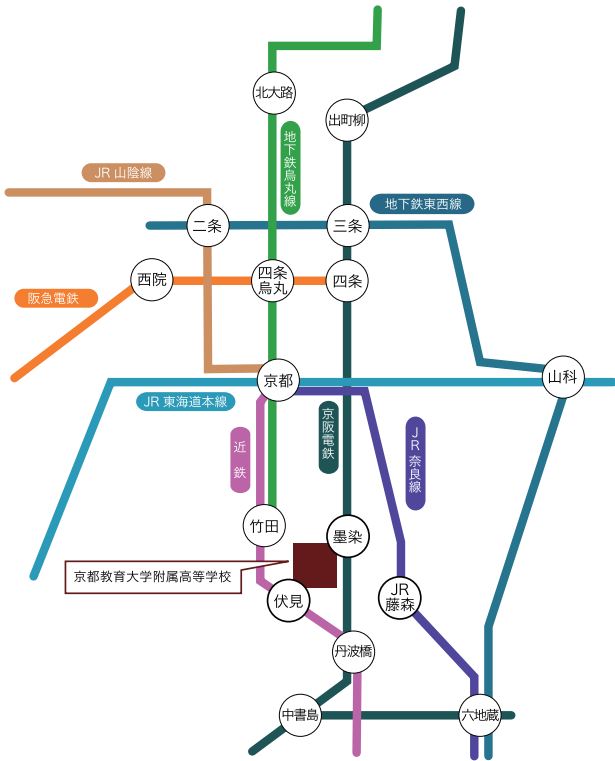 北大路
出町柳
地下鉄烏丸線
JR 山陰線
地下鉄東西線
二条
三条
西院
四条
烏丸
四条
阪急電鉄
京都
山科
JR 東海道本線
京阪電鉄
JR奈良線
近鉄
竹田
墨染
京都教育大学附属高等学校
伏見
JR
藤森
丹波橋
中書島
六地蔵